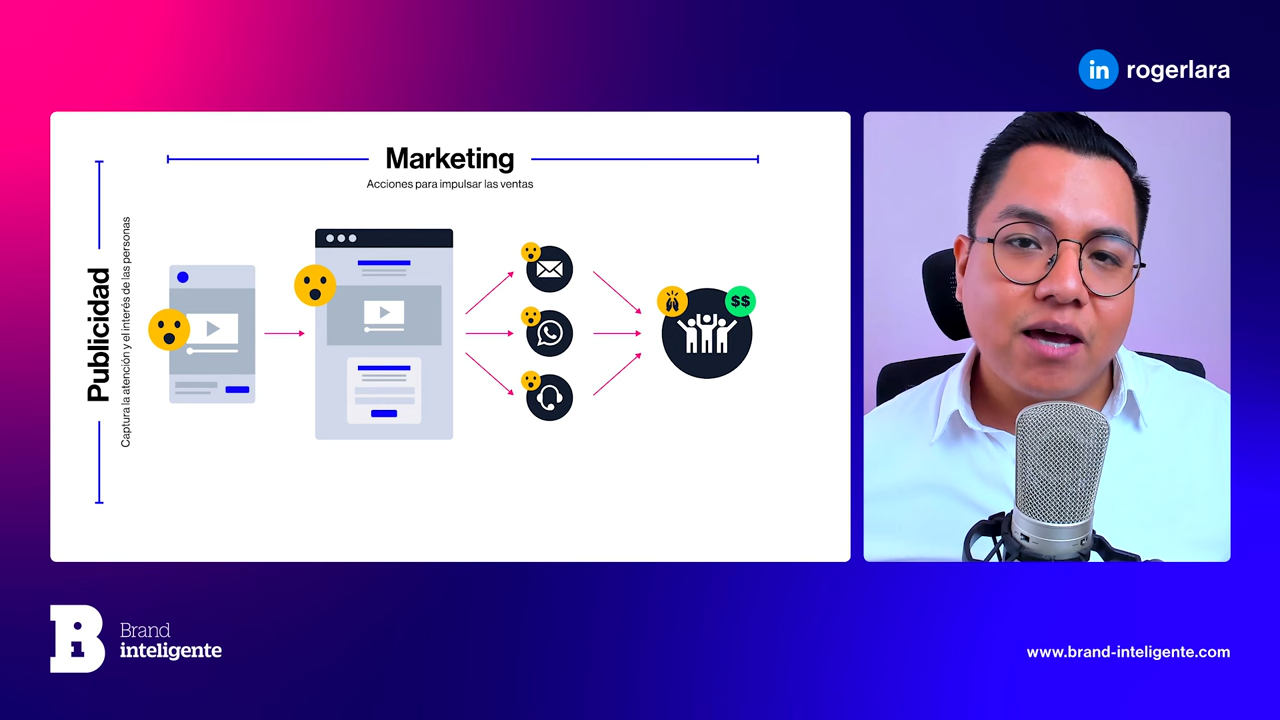 in rogerlara
Marketing
Acciones para impulsar las ventas
Publicidad
Captura la atención y el interés de las personas
$$
Brand
inteligente
www.brand-inteligente.com